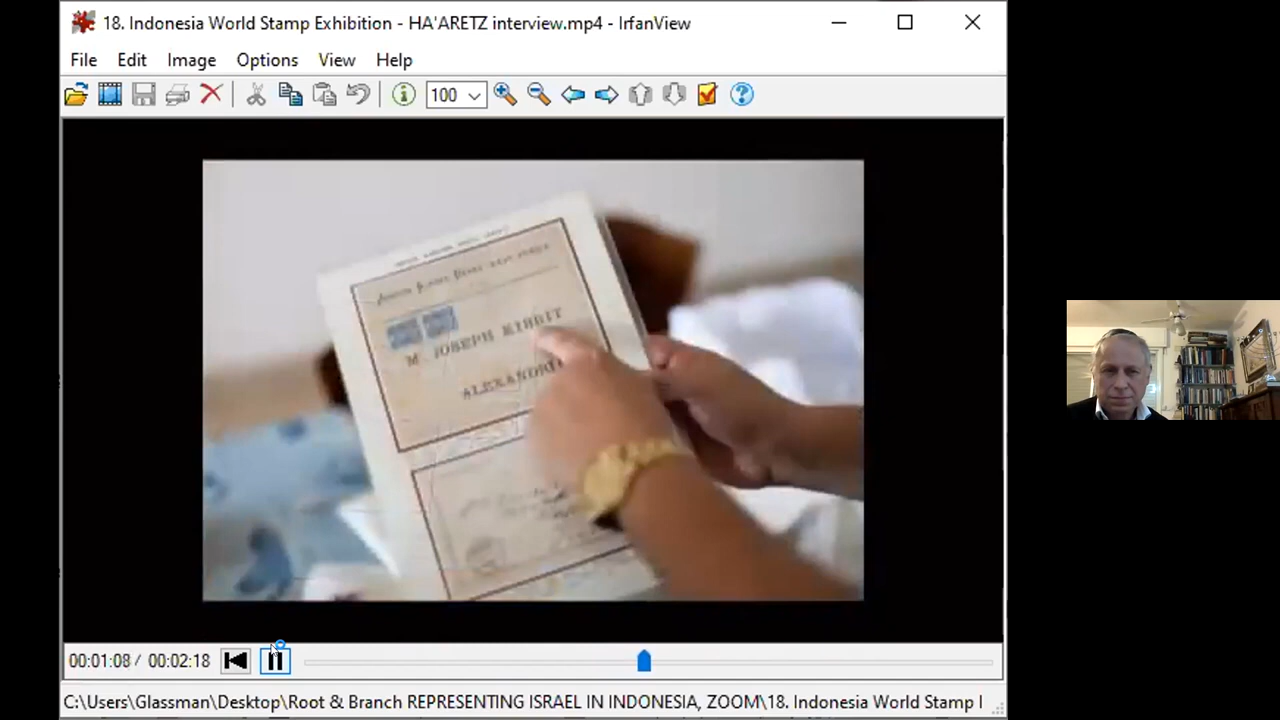 18. Indonesia World Stamp Exhibition - HA'ARETZ interview.mp4 - IrfanView
File Edit Image Options View Help
100
M. JOSEPH KIBRIT
ALEXANDRIE
00:01:08 / 00:02:18
C:\Users\Glassman\Desktop\Root & Branch REPRESENTING ISRAEL IN INDONESIA, ZOOM\18. Indonesia World Stamp I